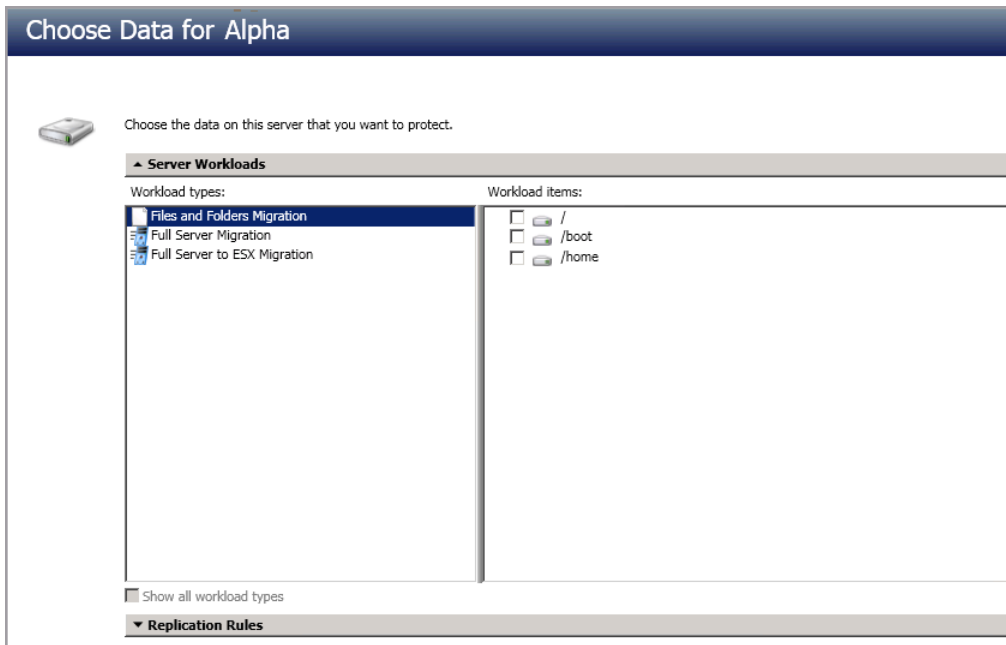 Choose Data for Alpha
Choose the data on this server that you want to protect.
Server Workloads
Workload types:
Files and Folders Migration
Full Server Migration
Full Server to ESX Migration
Workload items:
/
/boot
/home
Show all workload types
Replication Rules